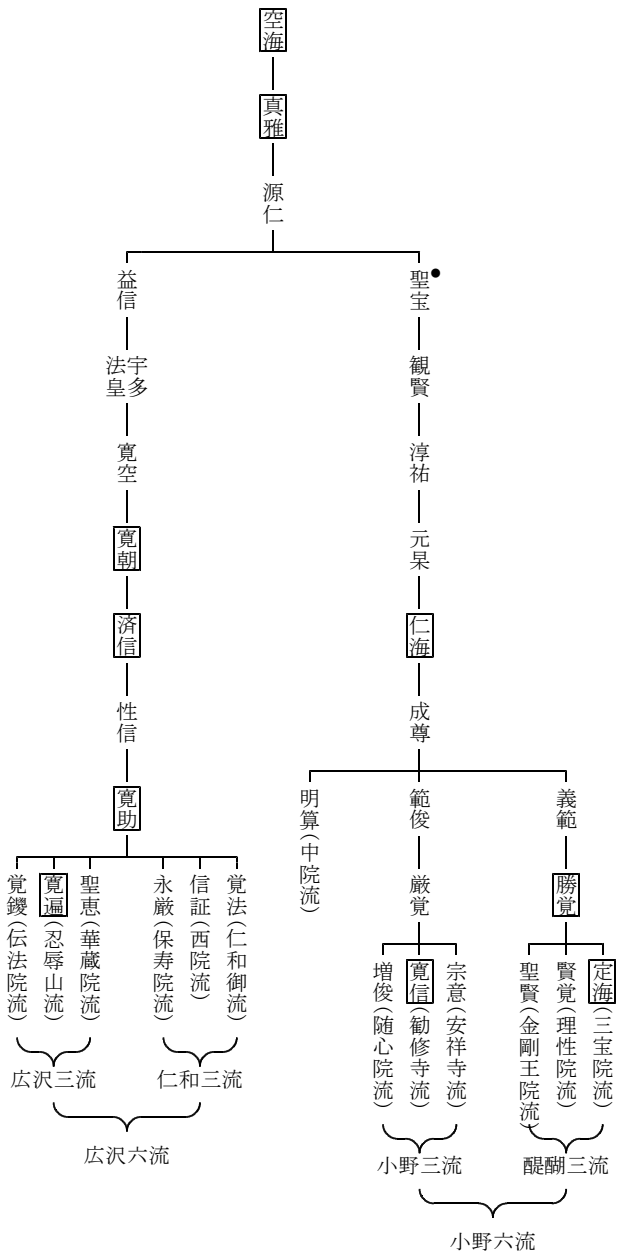 空海
真雅
源仁
聖宝●
益信
観賢
宇多
法皇
淳祐
寛空
元杲
寛朝
仁海
済信
成尊
性信
義範
範俊
明算(中院流)
寛助
勝覚
厳覚
覚法(仁和御流)
信証(西院流)
永厳(保寿院流)
聖恵(華蔵院流)
寛遍(忍辱山流)
覚鑁(伝法院流)
定海(三宝院流)
賢覚(理性院流)
聖賢(金剛王院流)
宗意(安祥寺流)
寛信(勧修寺流)
増俊(随心院流)
仁和三流
広沢三流
広沢六流
醍醐三流
小野三流
小野六流